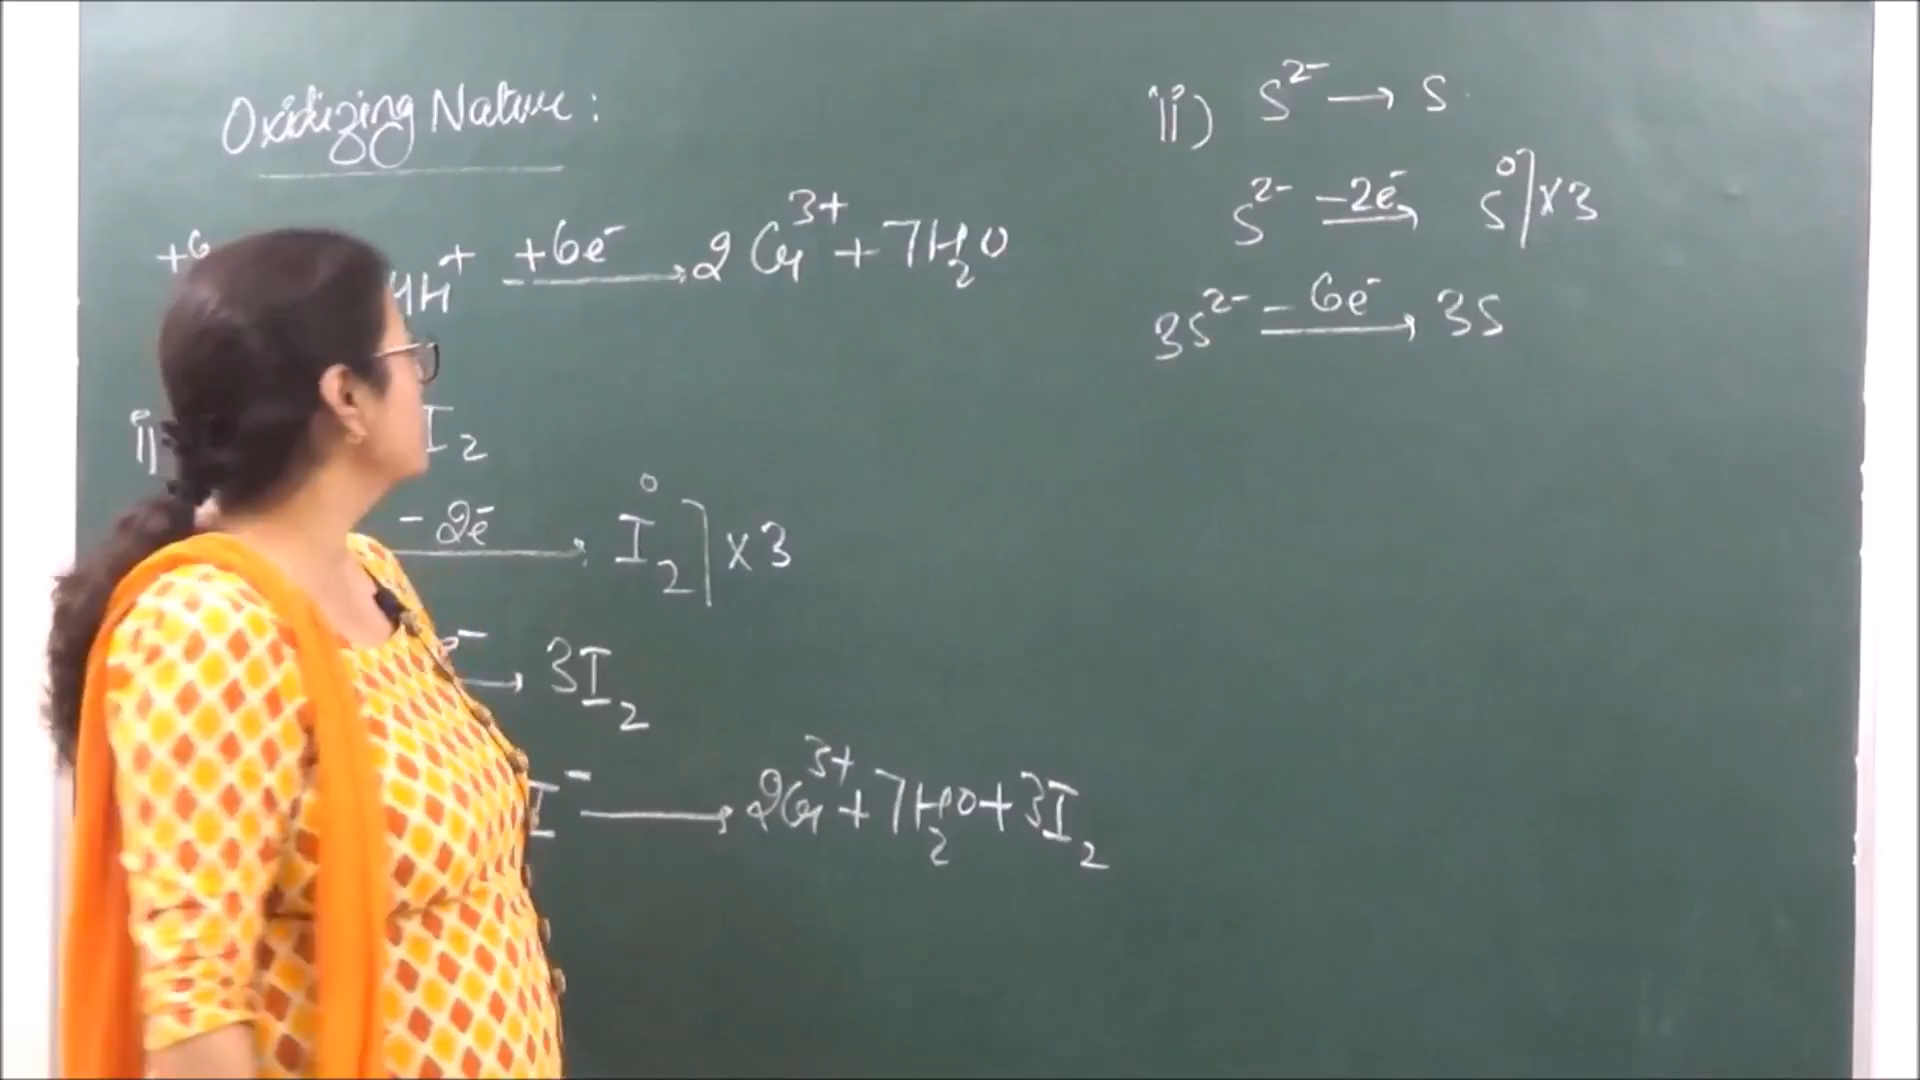 Oxidizing Nature :
+6
4H⁺ +6e⁻ → 2Cr³⁺ + 7H₂O
i)
I₂
-2e⁻ → I₂⁰ ] x 3
e⁻ → 3I₂
I⁻ → 2Cr³⁺ + 7H₂O + 3I₂
ii) S²⁻ → S
S²⁻ -2e⁻ → S⁰ ] x 3
3S²⁻ -6e⁻ → 3S